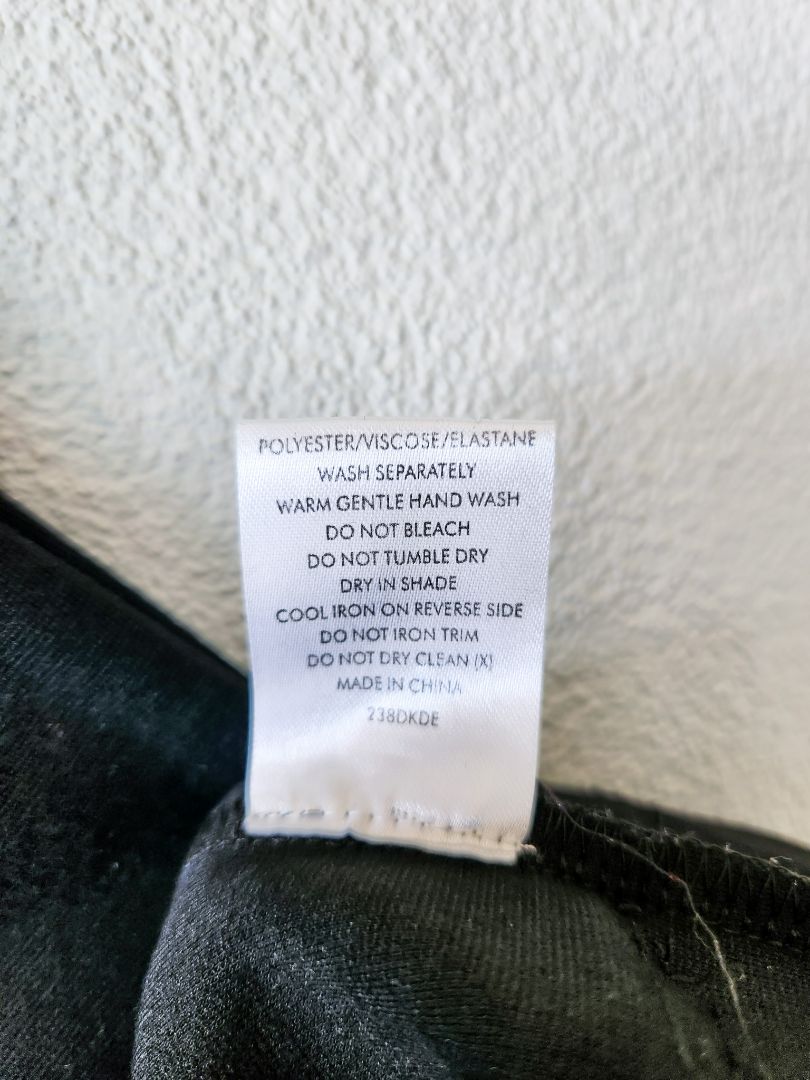 POLYESTER/VISCOSE/ELASTANE
WASH SEPARATELY
WARM GENTLE HAND WASH
DO NOT BLEACH
DO NOT TUMBLE DRY
DRY IN SHADE
COOL IRON ON REVERSE SIDE
DO NOT IRON TRIM
DO NOT DRY CLEAN (X)
MADE IN CHINA
238DKDE